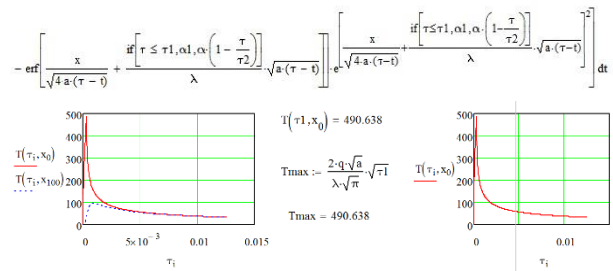 - erf[x/√(4·a·(τ − t)) + if[τ ≤ τ1, α1, α·(1 − τ/τ2)]/λ · √(a·(τ − t))]]·e^[x/√(4·a·(τ−t)) + if[τ≤τ1, α1, α·(1−τ/τ2)]/λ · √(a·(τ−t))]^2] dt
500
400
300
200
100
0
T(τi, x0)
T(τi, x100)
0
5×10^−3
0.01
0.015
τi
T(τ1, x0) = 490.638
Tmax := 2·q·√a/(λ·√π)·√τ1
Tmax = 490.638
500
400
300
200
100
0
T(τi, x0)
0
0.01
τi